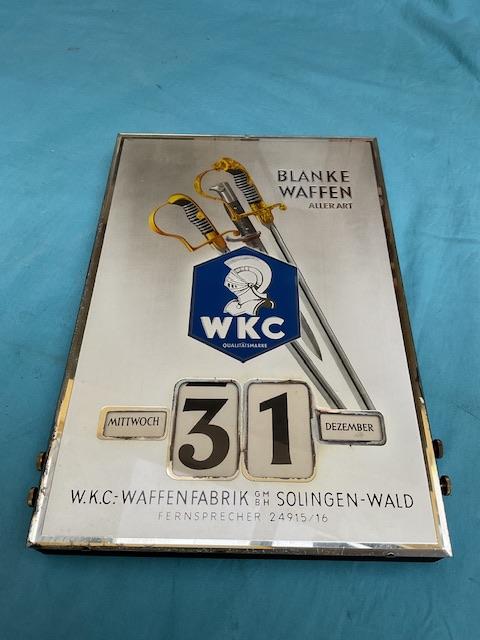 BLANKE
WAFFEN
ALLER ART
WKC
QUALITÄTSMARKE
MITTWOCH
31
DEZEMBER
W.K.C.-WAFFENFABRIK GMBH SOLINGEN-WALD
FERNSPRECHER 24915/16